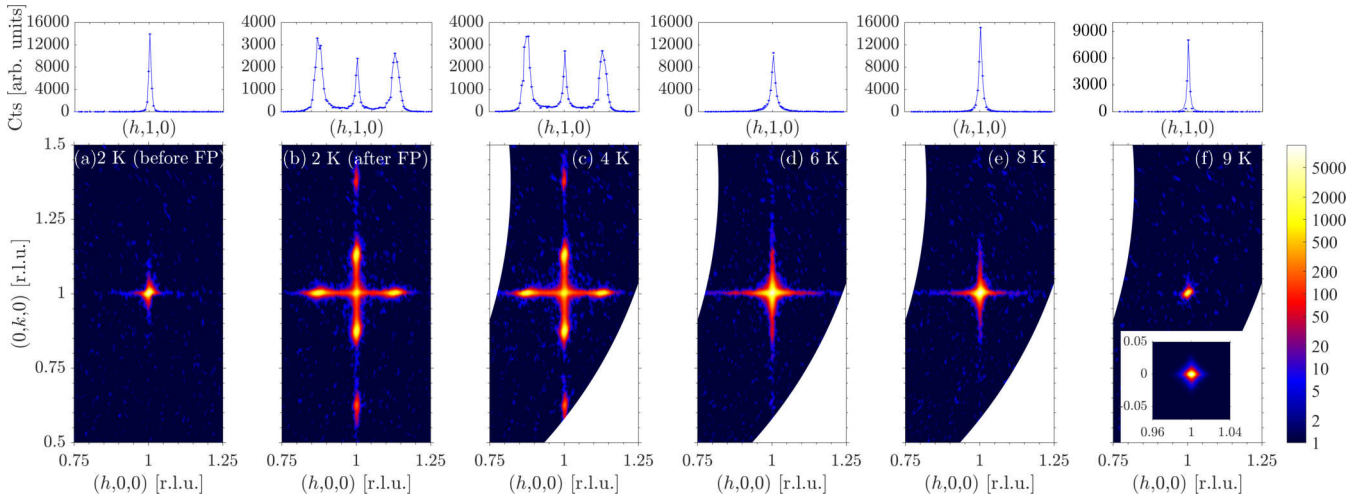 16000 4000 4000 16000 16000
12000 3000 3000 12000 12000 9000
8000 2000 2000 8000 8000 6000
4000 1000 1000 4000 4000 3000
0 0 0 0 0 0
Cts [arb. units]
(h,1,0) (h,1,0) (h,1,0) (h,1,0) (h,1,0) (h,1,0)
(a)2 K (before FP) (b) 2 K (after FP) (c) 4 K (d) 6 K (e) 8 K (f) 9 K
1.5
1.25
1
0.75
0.5
(0,k,0) [r.l.u.]
0.05
0
-0.05
0.96 1 1.04
5000
2000
1000
500
200
100
50
20
10
5
2
1
0.75 1 1.25 0.75 1 1.25 0.75 1 1.25 0.75 1 1.25 0.75 1 1.25 0.75 1 1.25
(h,0,0) [r.l.u.] (h,0,0) [r.l.u.] (h,0,0) [r.l.u.] (h,0,0) [r.l.u.] (h,0,0) [r.l.u.] (h,0,0) [r.l.u.]